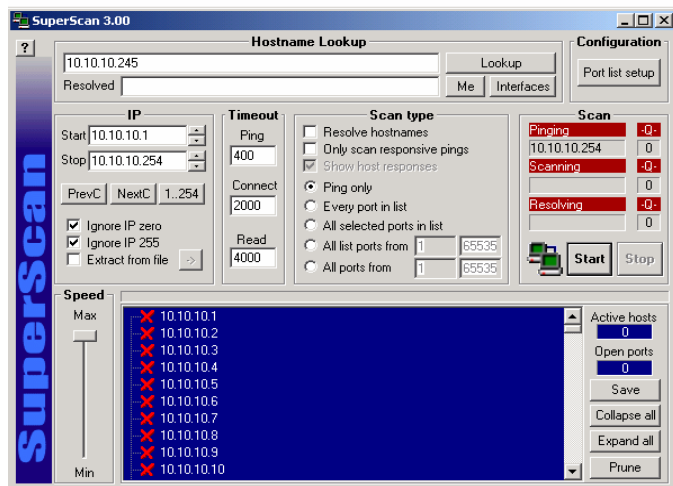 SuperScan 3.00
?
Hostname Lookup
10.10.10.245
Lookup
Resolved
Me
Interfaces
Configuration
Port list setup
IP
Start 10.10.10.1
Stop 10.10.10.254
PrevC
NextC
1..254
Ignore IP zero
Ignore IP 255
Extract from file
->
Timeout
Ping
400
Connect
2000
Read
4000
Scan type
Resolve hostnames
Only scan responsive pings
Show host responses
Ping only
Every port in list
All selected ports in list
All list ports from 1 65535
All ports from 1 65535
Scan
Pinging -Q-
10.10.10.254 0
Scanning -Q-
0
Resolving -Q-
0
Start
Stop
SuperScan
Speed
Max
Min
10.10.10.1
10.10.10.2
10.10.10.3
10.10.10.4
10.10.10.5
10.10.10.6
10.10.10.7
10.10.10.8
10.10.10.9
10.10.10.10
Active hosts
0
Open ports
0
Save
Collapse all
Expand all
Prune